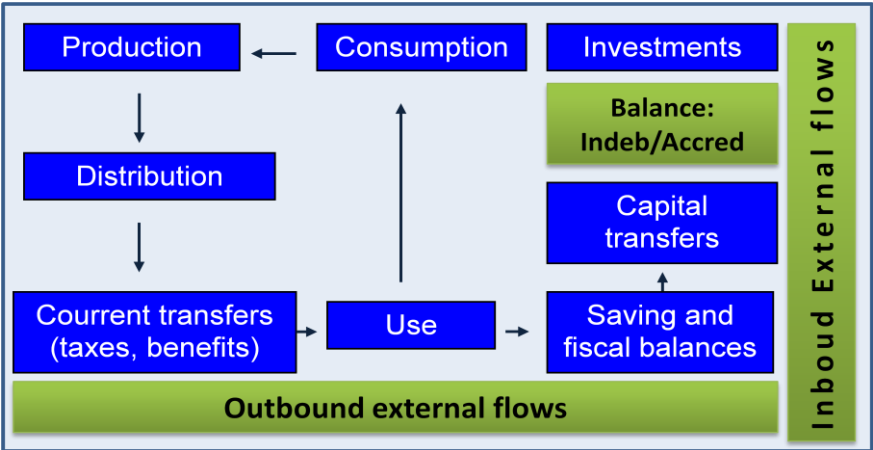 Production
Consumption
Investments
Balance:
Indeb/Accred
Distribution
Capital
transfers
Courrent transfers
(taxes, benefits)
Use
Saving and
fiscal balances
Outbound external flows
Inboud External flows